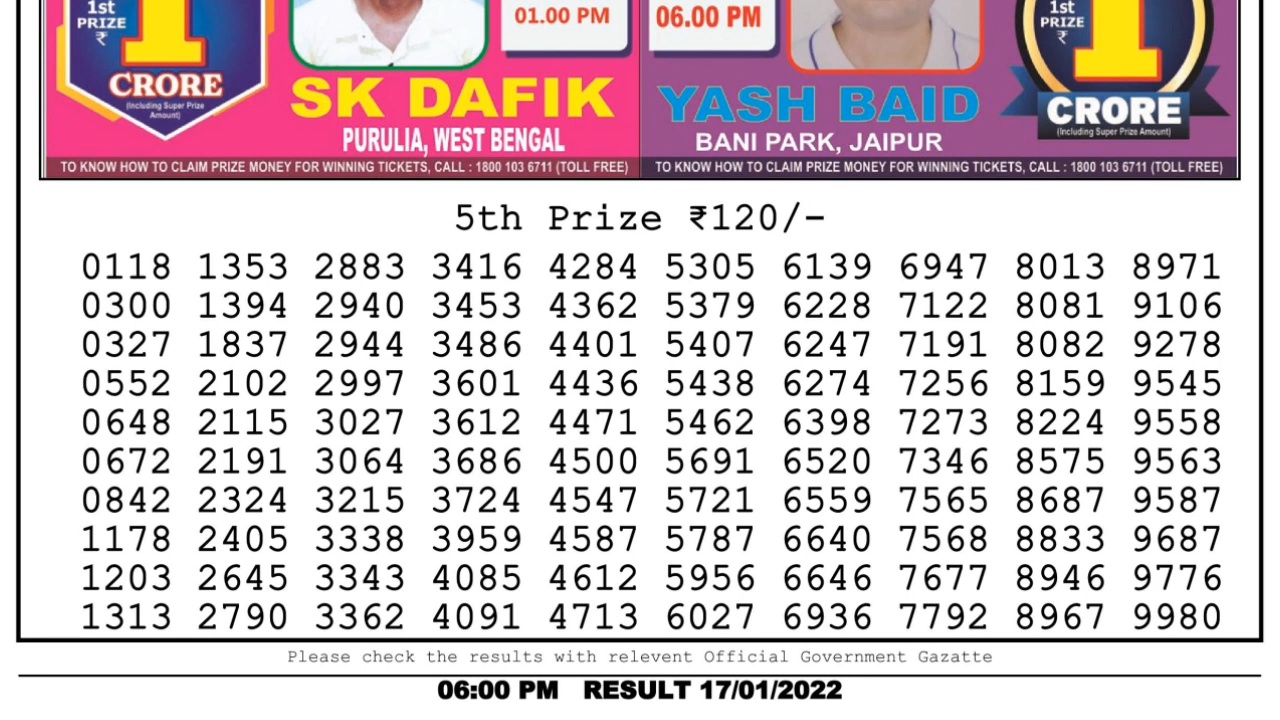 1st
PRIZE
₹
1
CRORE
(Including Super Prize
Amount)
01.00 PM
SK DAFIK
PURULIA, WEST BENGAL
TO KNOW HOW TO CLAIM PRIZE MONEY FOR WINNING TICKETS, CALL : 1800 103 6711 (TOLL FREE)
06.00 PM
YASH BAID
BANI PARK, JAIPUR
1st
PRIZE
₹
1
CRORE
(Including Super Prize Amount)
TO KNOW HOW TO CLAIM PRIZE MONEY FOR WINNING TICKETS, CALL : 1800 103 6711 (TOLL FREE)
5th Prize ₹120/-
0118 1353 2883 3416 4284 5305 6139 6947 8013 8971
0300 1394 2940 3453 4362 5379 6228 7122 8081 9106
0327 1837 2944 3486 4401 5407 6247 7191 8082 9278
0552 2102 2997 3601 4436 5438 6274 7256 8159 9545
0648 2115 3027 3612 4471 5462 6398 7273 8224 9558
0672 2191 3064 3686 4500 5691 6520 7346 8575 9563
0842 2324 3215 3724 4547 5721 6559 7565 8687 9587
1178 2405 3338 3959 4587 5787 6640 7568 8833 9687
1203 2645 3343 4085 4612 5956 6646 7677 8946 9776
1313 2790 3362 4091 4713 6027 6936 7792 8967 9980
Please check the results with relevent Official Government Gazatte
06:00 PM RESULT 17/01/2022